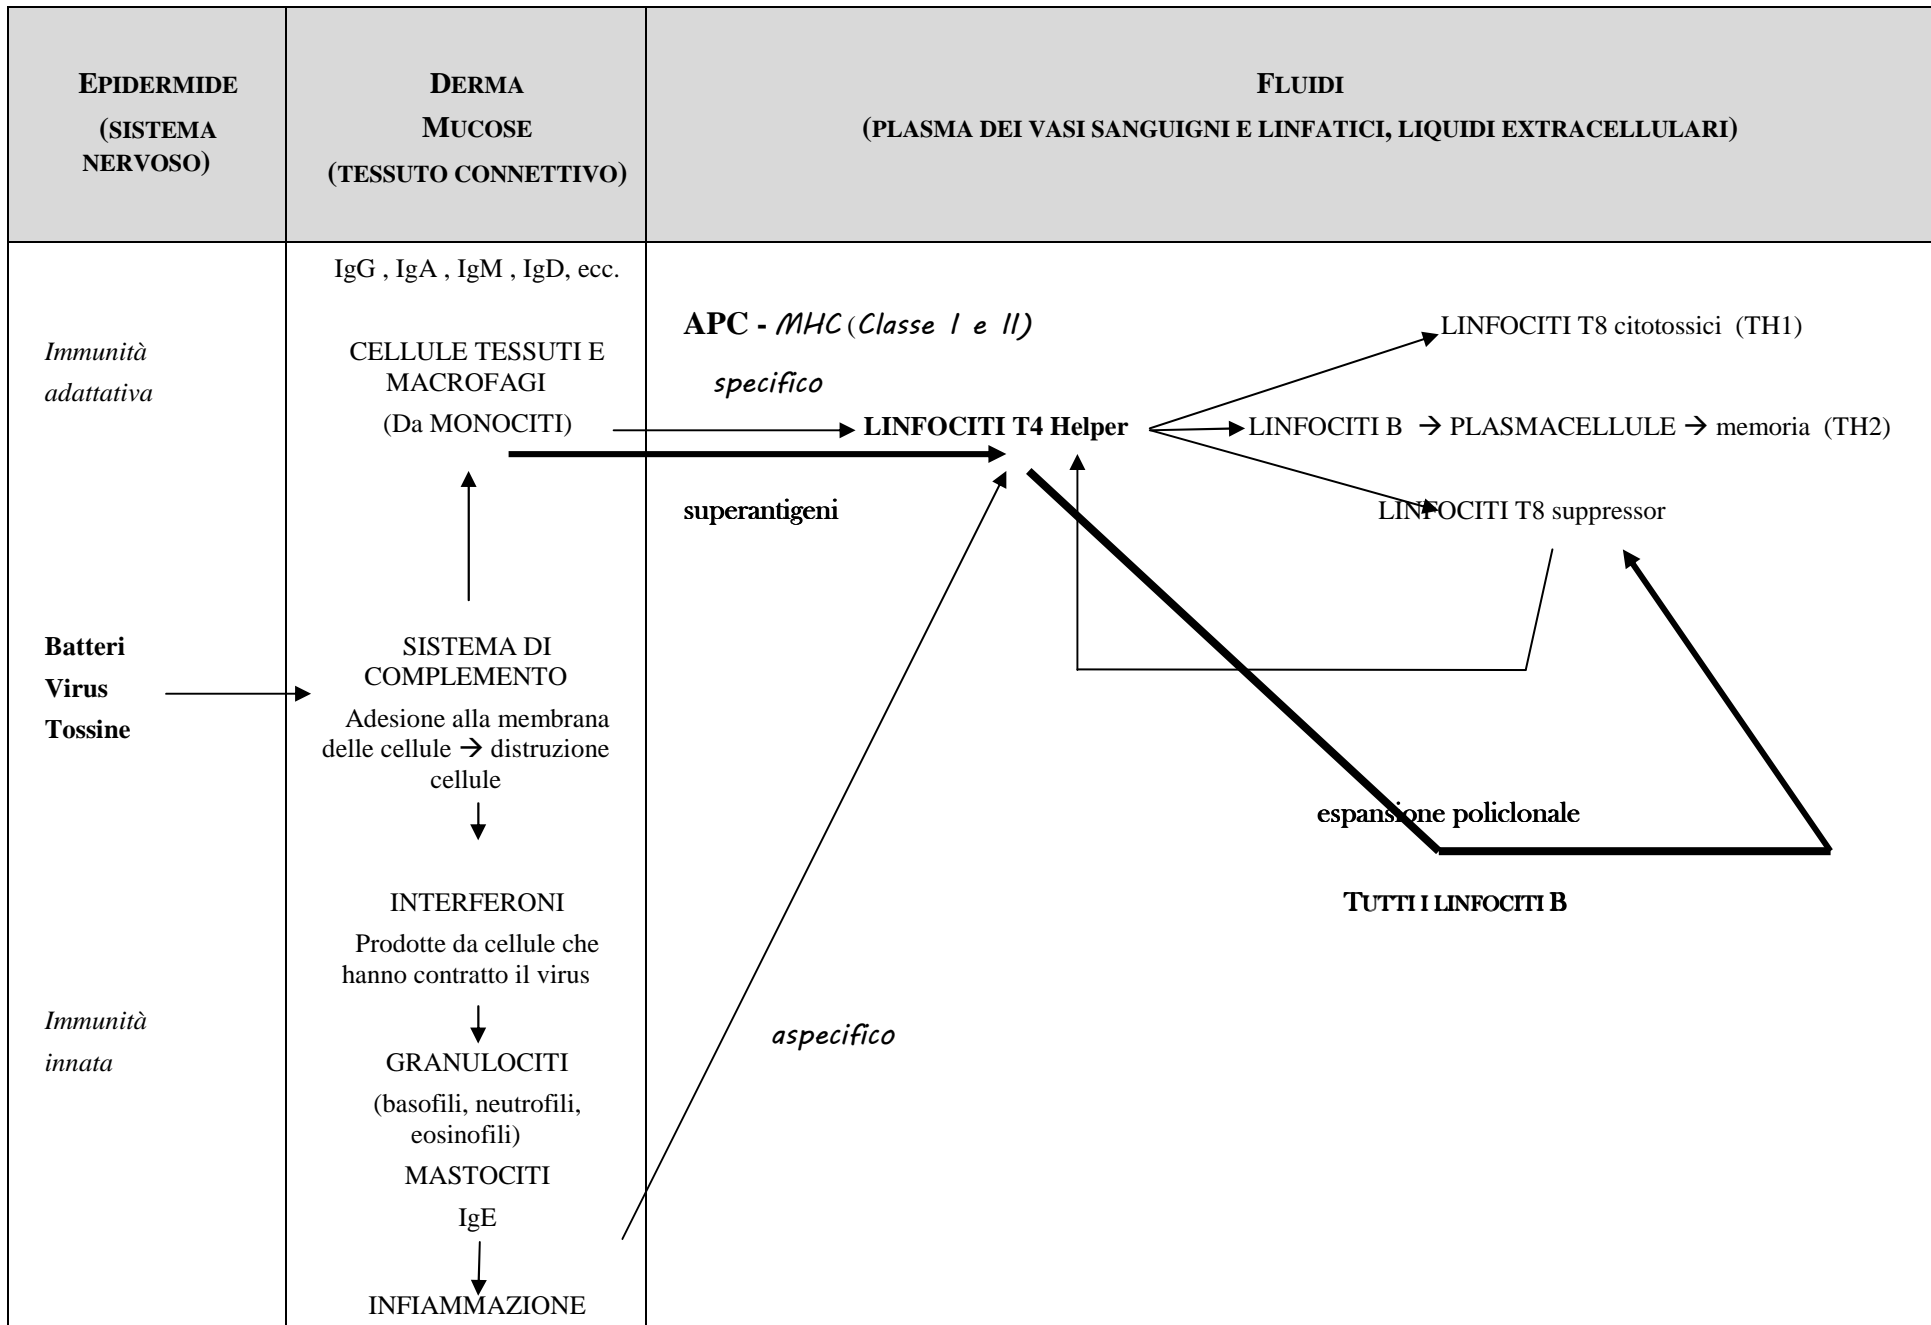 EPIDERMIDE
(SISTEMA
NERVOSO)
DERMA
MUCOSE
(TESSUTO CONNETTIVO)
FLUIDI
(PLASMA DEI VASI SANGUIGNI E LINFATICI, LIQUIDI EXTRACELLULARI)
Immunità
adattativa
Batteri
Virus
Tossine
Immunità
innata
IgG , IgA , IgM , IgD, ecc.
CELLULE TESSUTI E
MACROFAGI
(Da MONOCITI)
SISTEMA DI
COMPLEMENTO
Adesione alla membrana
delle cellule → distruzione
cellule
INTERFERONI
Prodotte da cellule che
hanno contratto il virus
GRANULOCITI
(basofili, neutrofili,
eosinofili)
MASTOCITI
IgE
INFIAMMAZIONE
APC - MHC (Classe I e II)
specifico
LINFOCITI T4 Helper
superantigeni
aspecifico
LINFOCITI T8 citotossici (TH1)
LINFOCITI B → PLASMACELLULE → memoria (TH2)
LINFOCITI T8 suppressor
espansione policlonale
TUTTI I LINFOCITI B